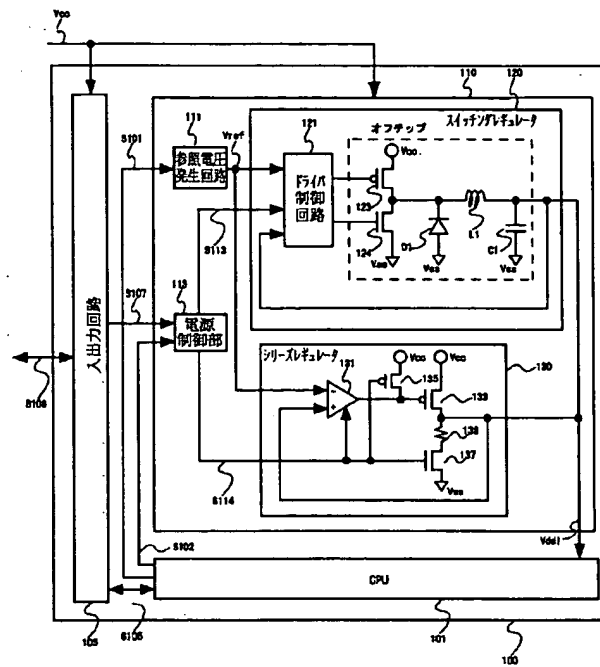 Vcc
110
120
スイッチングレギュレータ
S101
111
Vref
121
オフチップ
Vcc
参照電圧
発生回路
ドライバ
制御
回路
123
124
Vss
D1
Vss
L1
C1
Vss
S113
S107
113
電源
制御部
入出力回路
シリーズレギュレータ
Vcc
Vcc
130
131
135
133
-
+
136
137
Vss
S108
S114
S102
Vddi
CPU
105
S106
101
100